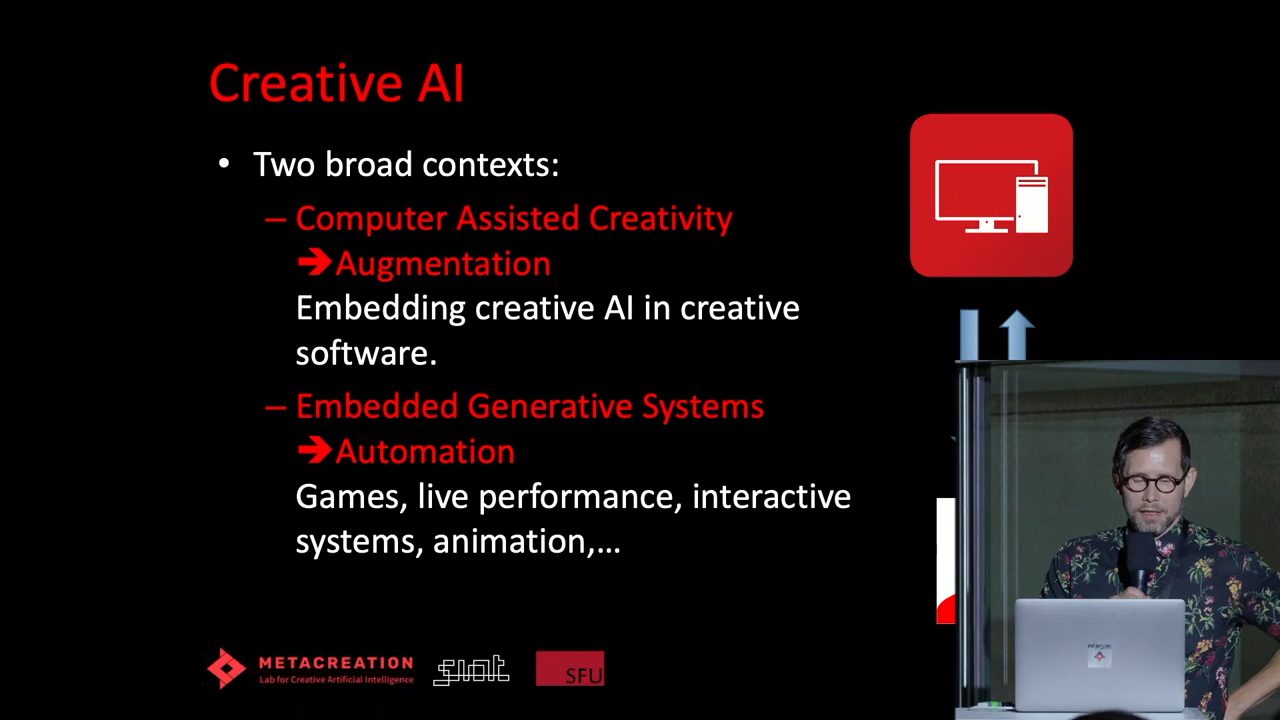 Creative AI
• Two broad contexts:
– Computer Assisted Creativity
➔Augmentation
Embedding creative AI in creative
software.
– Embedded Generative Systems
➔Automation
Games, live performance, interactive
systems, animation,…
METACREATION
Lab for Creative Artificial Intelligence
siat
SFU